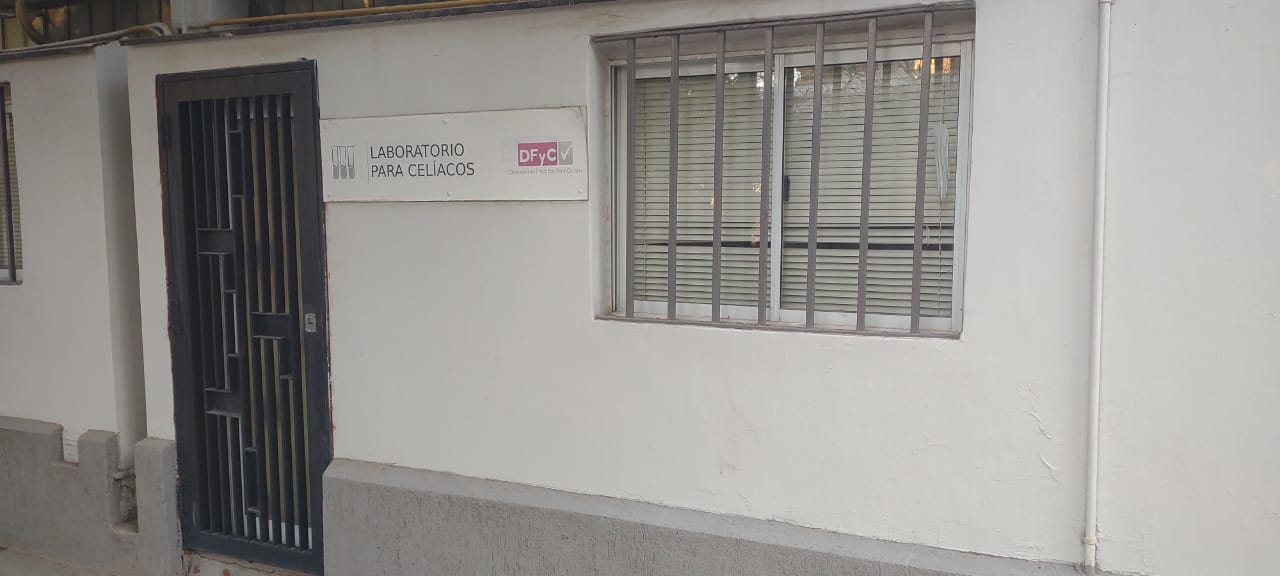 LABORATORIO
PARA CELÍACOS
DFyC